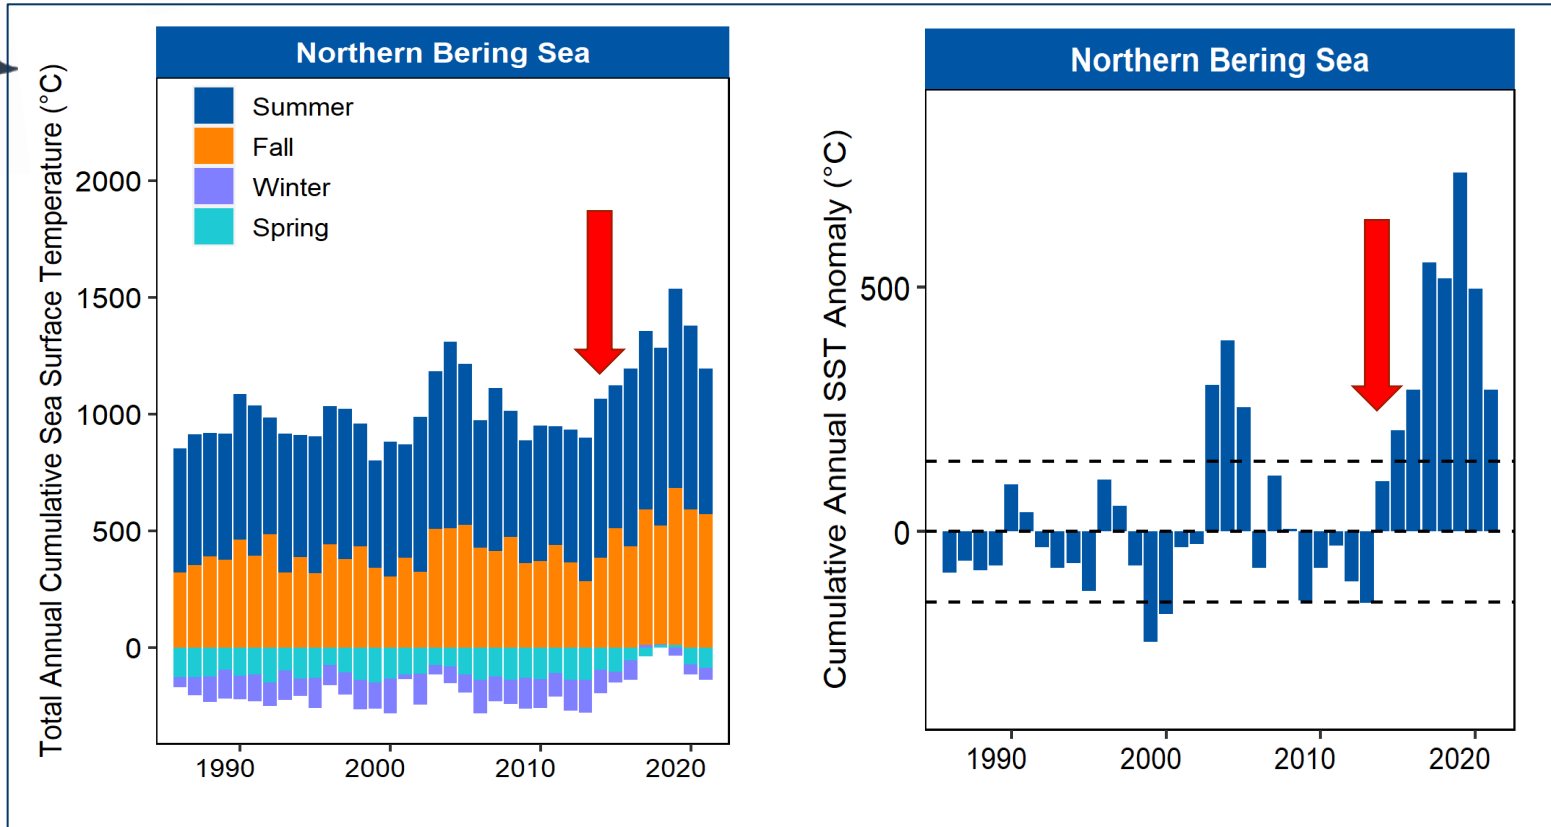 Northern Bering Sea
Total Annual Cumulative Sea Surface Temperature (°C)
Summer
Fall
Winter
Spring
2000
1500
1000
500
0
1990
2000
2010
2020
Northern Bering Sea
Cumulative Annual SST Anomaly (°C)
500
0
1990
2000
2010
2020